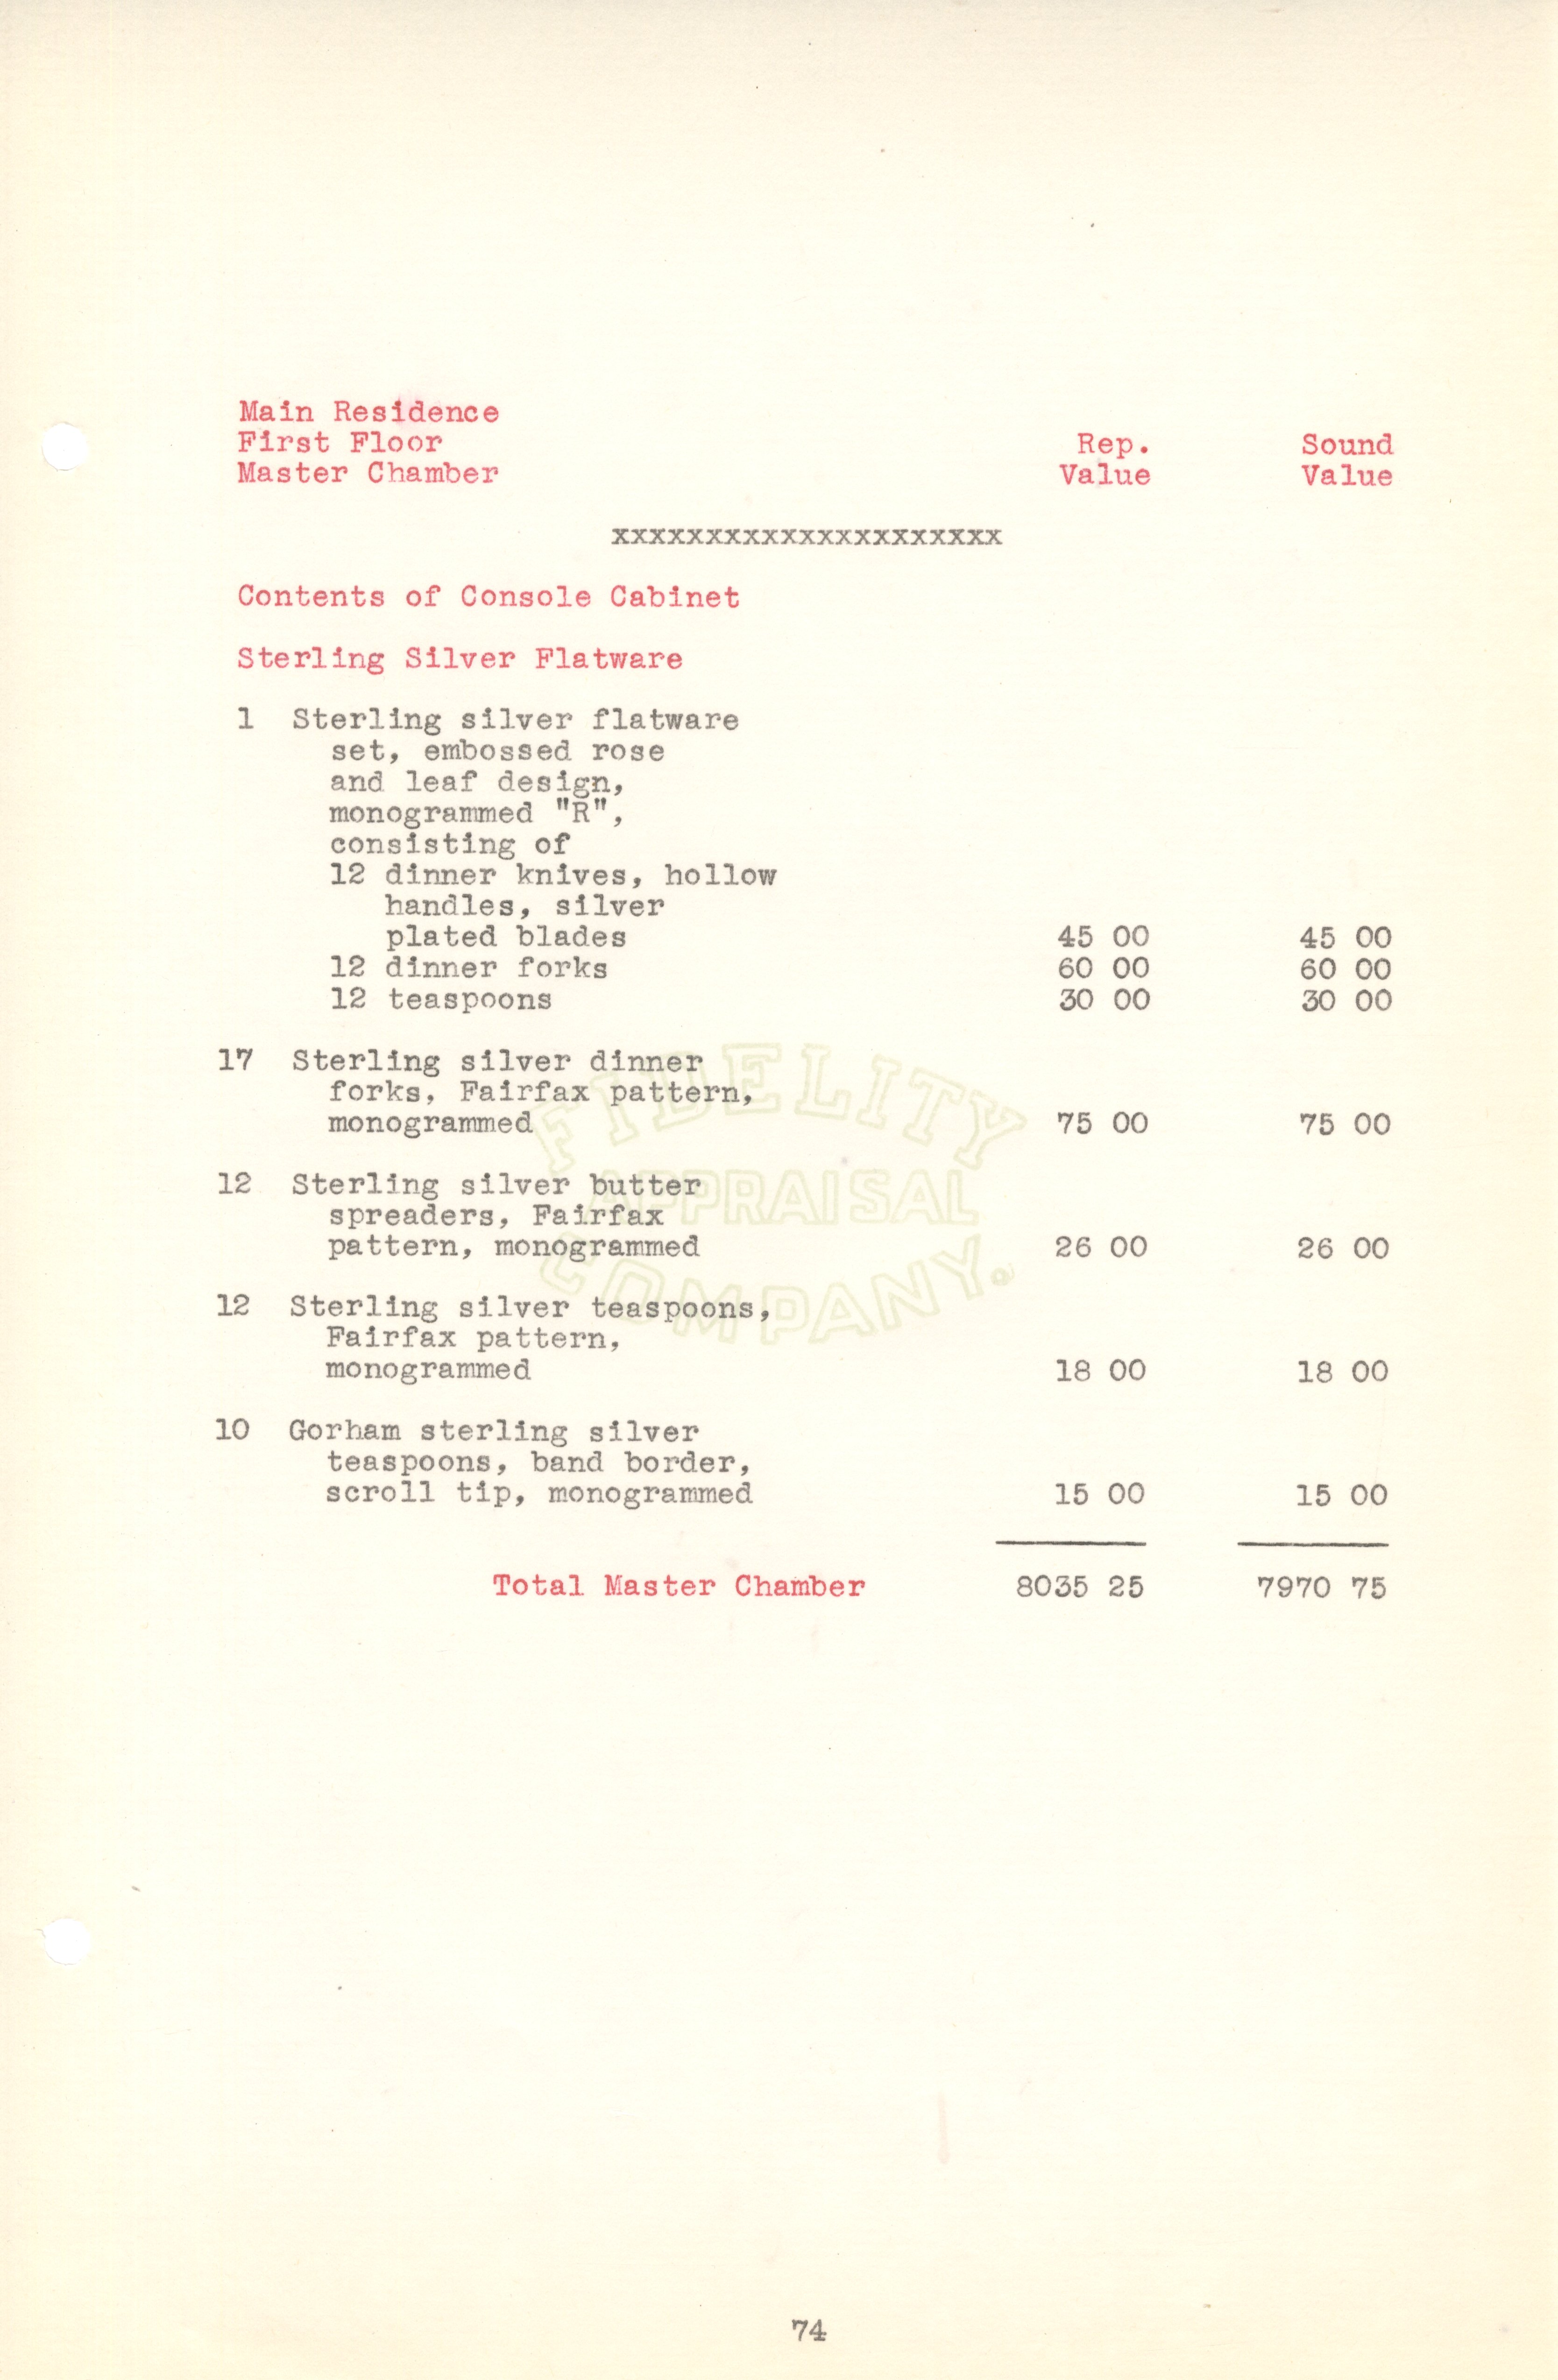 Main Residence
First Floor Rep. Sound
Master Chamber Value Value
xxxxxxxxxxxxxxxxxxxxx
Contents of Console Cabinet
Sterling Silver Flatware
1 Sterling silver flatware
set, embossed rose
and leaf design,
monogrammed "R",
consisting of
12 dinner knives, hollow
handles, silver
plated blades 45 00 45 00
12 dinner forks 60 00 60 00
12 teaspoons 30 00 30 00
17 Sterling silver dinner
forks, Fairfax pattern,
monogrammed 75 00 75 00
12 Sterling silver butter
spreaders, Fairfax
pattern, monogrammed 26 00 26 00
12 Sterling silver teaspoons,
Fairfax pattern,
monogrammed 18 00 18 00
10 Gorham sterling silver
teaspoons, band border,
scroll tip, monogrammed 15 00 15 00
Total Master Chamber 8035 25 7970 75
FIDELITY
APPRAISAL
COMPANY.
74